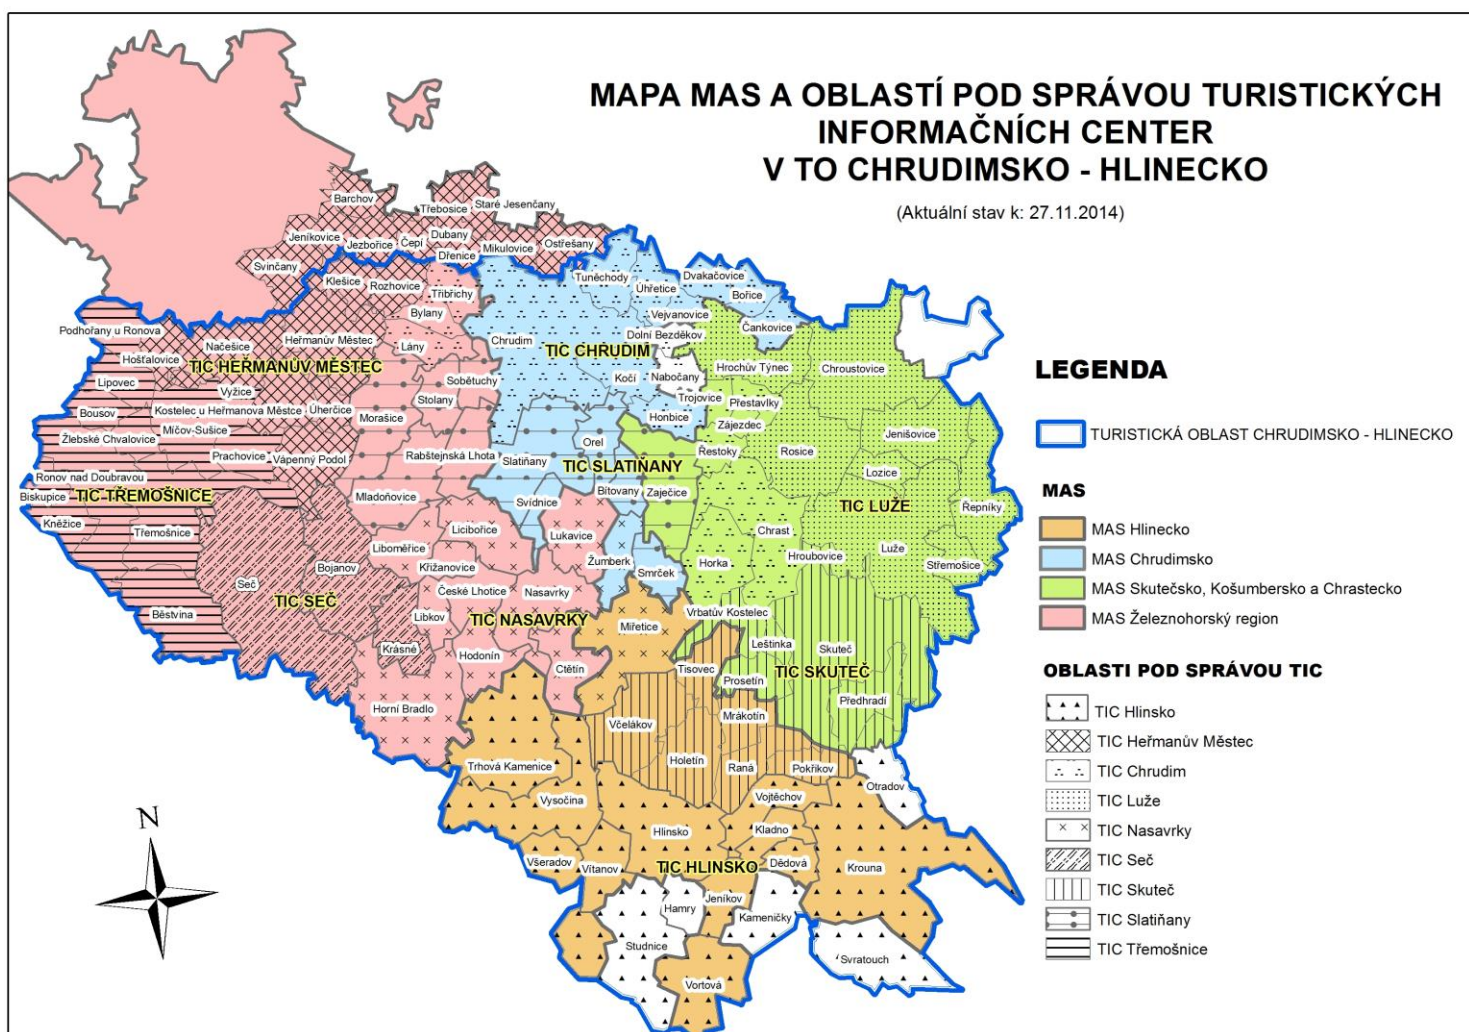 MAPA MAS A OBLASTÍ POD SPRÁVOU TURISTICKÝCH
INFORMAČNÍCH CENTER
V TO CHRUDIMSKO - HLINECKO
(Aktuální stav k: 27.11.2014)
Barchov
Třebosice
Staré Jesenčany
Jeníkovice
Jezbořice
Čepí
Dubany
Dřenice
Mikulovice
Ostřešany
Svinčany
Klešice
Rozhovice
Tříbřichy
Bylany
Tuněchody
Úhřetice
Dvakačovice
Bořice
Vejvanovice
Čankovice
Podhořany u Ronova
Načešice
Heřmanův Městec
Lány
Chrudim
Dolní Bezděkov
Hošťalovice
TIC HEŘMANŮV MĚSTEC
TIC CHRUDIM
Lipovec
Vyžice
Sobětuchy
Kočí
Nabočany
Hrochův Týnec
Chroustovice
Bousov
Kostelec u Heřmanova Městce
Úherčice
Morašice
Stolany
Trojovice
Přestavlky
Honbice
Zájezdec
Míčov-Sušice
Žlebské Chvalovice
Prachovice
Vápenný Podol
Rabštejnská Lhota
Orel
Slatiňany
TIC SLATIŇANY
Řestoky
Rosice
Jenišovice
Lozice
Ronov nad Doubravou
Biskupice
TIC TŘEMOŠNICE
Mladoňovice
Svídnice
Bítovany
Zaječice
TIC LUŽE
Řepníky
Kněžice
Třemošnice
Licibořice
Lukavice
Chrast
Hroubovice
Luže
Střemošice
Libomeřice
Křižanovice
Žumberk
Smrček
Horka
Seč
Bojanov
TIC SEČ
České Lhotice
Nasavrky
Běstvina
Libkov
TIC NASAVRKY
Miřetice
Vrbatův Kostelec
Leštinka
Skuteč
Krásné
Hodonín
Ctětín
Tisovec
Prosetín
TIC SKUTEČ
Předhradí
Horní Bradlo
Včelákov
Mrákotín
Holetín
Raná
Pokřikov
Trhová Kamenice
Otradov
Vysočina
Vojtěchov
Hlinsko
Kladno
Všeradov
Vítanov
TIC HLINSKO
Dědová
Krouna
Hamry
Jeníkov
Kameničky
Studnice
Svratouch
Vortová
N
LEGENDA
TURISTICKÁ OBLAST CHRUDIMSKO - HLINECKO
MAS
MAS Hlinecko
MAS Chrudimsko
MAS Skutečsko, Košumbersko a Chrastecko
MAS Železnohorský region
OBLASTI POD SPRÁVOU TIC
TIC Hlinsko
TIC Heřmanův Městec
TIC Chrudim
TIC Luže
TIC Nasavrky
TIC Seč
TIC Skuteč
TIC Slatiňany
TIC Třemošnice